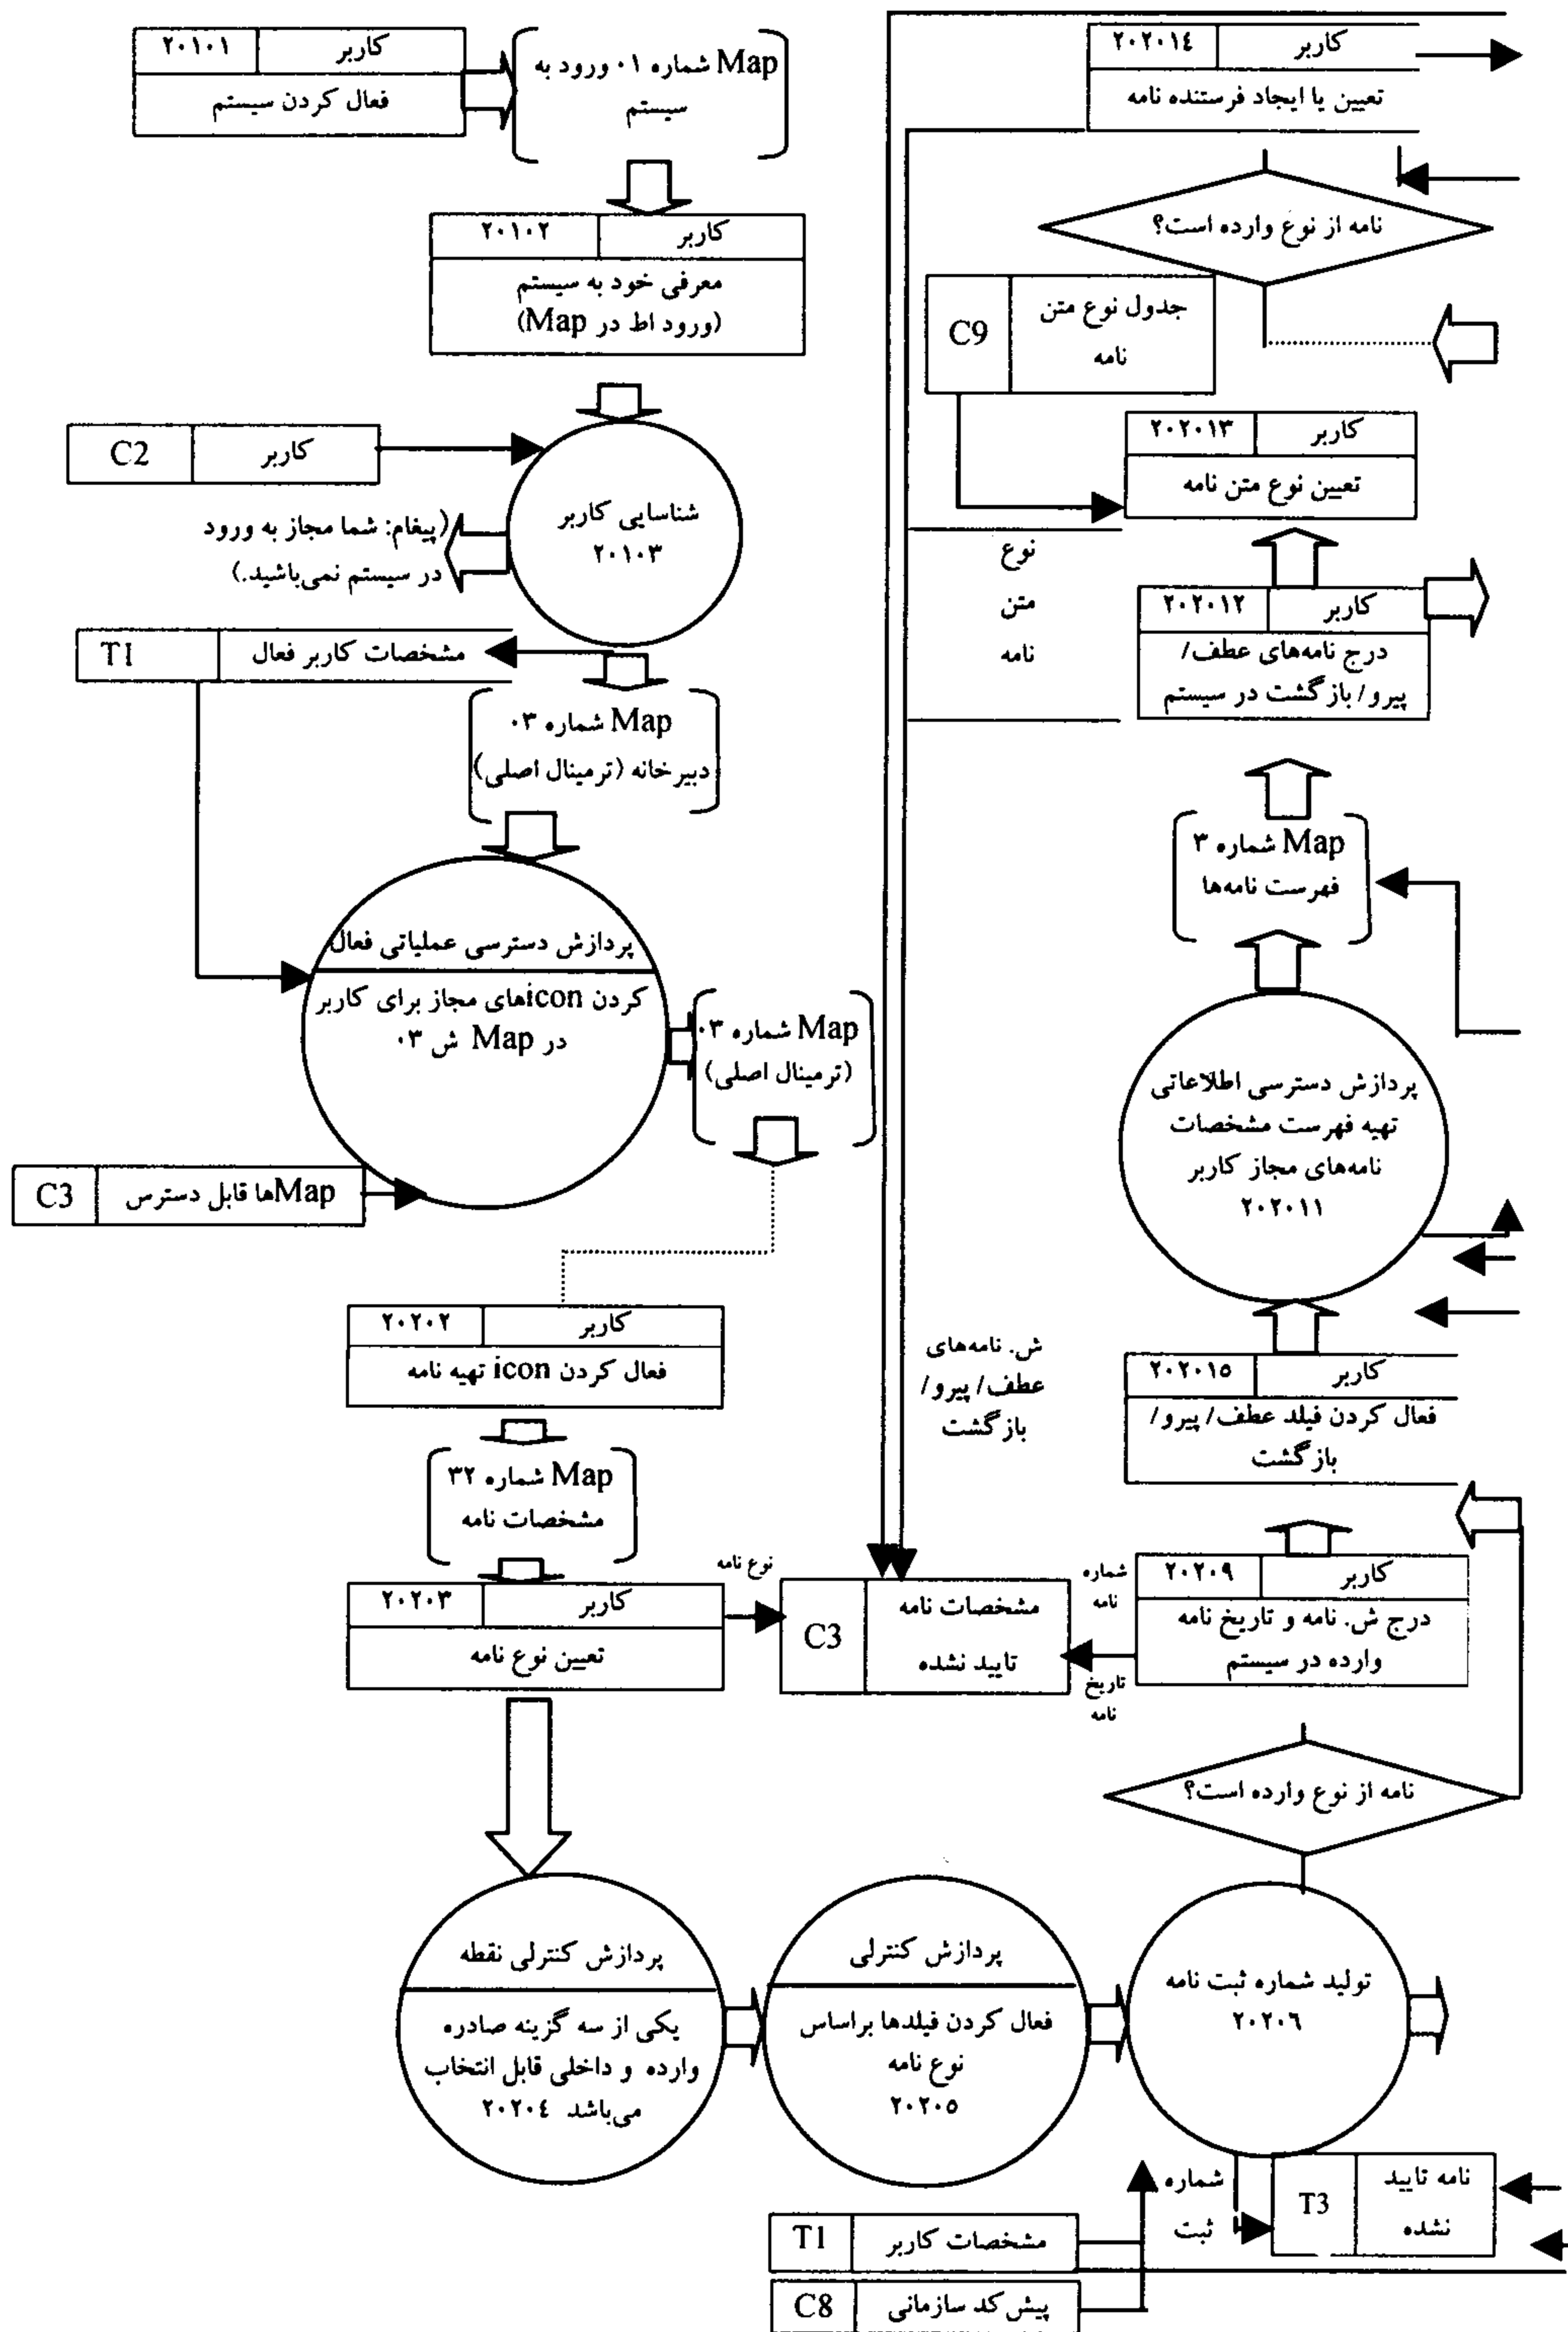 ۲۰۱۰۱ کاربر
فعال کردن سیستم
Map شماره ۰۱ ورود به
سیستم
۲۰۱۰۲ کاربر
معرفی خود به سیستم
(ورود اط در Map)
C2 کاربر
شناسایی کاربر
۲۰۱۰۳
(پیغام: شما مجاز به ورود
در سیستم نمی‌باشید.)
T1 مشخصات کاربر فعال
Map شماره ۰۳
دبیرخانه (ترمینال اصلی)
پردازش دسترسی عملیاتی فعال
کردن iconهای مجاز برای کاربر
در Map ش ۰۳
Map شماره ۰۳
(ترمینال اصلی)
C3 Mapها قابل دسترس
۲۰۲۰۲ کاربر
فعال کردن icon تهیه نامه
Map شماره ۳۲
مشخصات نامه
۲۰۲۰۳ کاربر
تعیین نوع نامه
نوع نامه
C3 مشخصات نامه
تایید نشده
پردازش کنترلی نقطه
یکی از سه گزینه صادره
وارده و داخلی قابل انتخاب
می‌باشد ۲۰۲۰٤
پردازش کنترلی
فعال کردن فیلدها براساس
نوع نامه
۲۰۲۰٥
تولید شماره ثبت نامه
۲۰۲۰٦
شماره
ثبت
T3 نامه تایید
نشده
T1 مشخصات کاربر
C8 پیش‌کد سازمانی
نامه از نوع وارده است؟
۲۰۲۰۹ کاربر
درج ش. نامه و تاریخ نامه
وارده در سیستم
شماره
نامه
تاریخ
نامه
۲۰۲۰۱٥ کاربر
فعال کردن فیلد عطف/ پیرو/
بازگشت
ش. نامه‌های
عطف/ پیرو/
بازگشت
پردازش دسترسی اطلاعاتی
تهیه فهرست مشخصات
نامه‌های مجاز کاربر
۲۰۲۰۱۱
Map شماره ۳
فهرست نامه‌ها
۲۰۲۰۱۲ کاربر
درج نامه‌های عطف/
پیرو/ بازگشت در سیستم
نوع
متن
نامه
۲۰۲۰۱۳ کاربر
تعیین نوع متن نامه
C9 جدول نوع متن
نامه
نامه از نوع وارده است؟
۲۰۲۰۱٤ کاربر
تعیین یا ایجاد فرستنده نامه